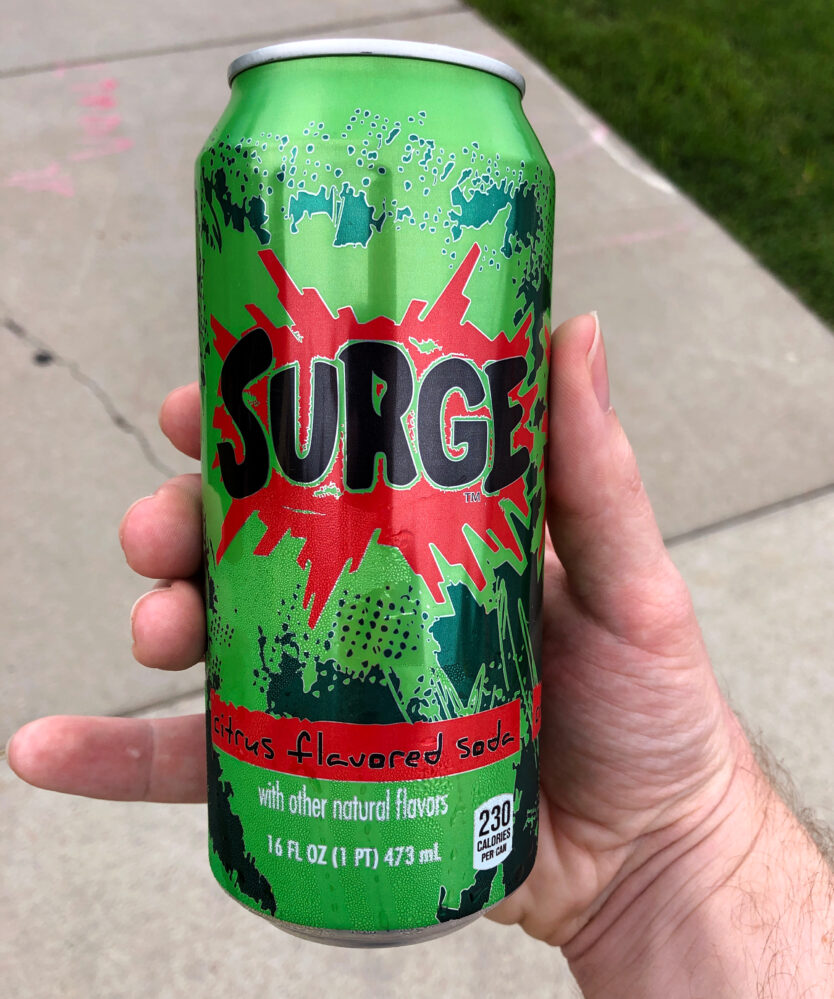 SURGE
TM
citrus flavored soda
with other natural flavors
16 FL OZ (1 PT) 473 mL
230
CALORIES
PER CAN